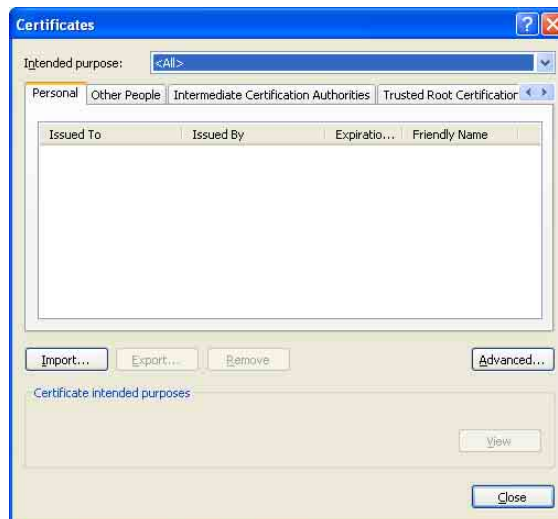 Certificates
Intended purpose: <All>
Personal Other People Intermediate Certification Authorities Trusted Root Certification
Issued To Issued By Expiratio... Friendly Name
Import... Export... Remove Advanced...
Certificate intended purposes
View
Close